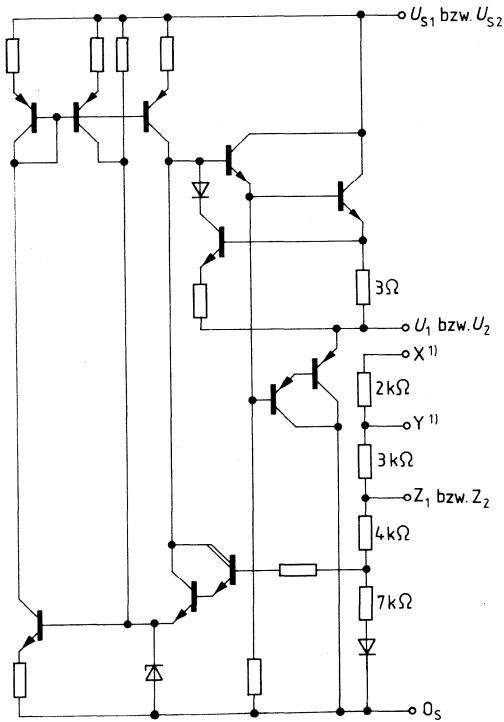 U_S1 bzw. U_S2
3Ω
U_1 bzw. U_2
X ¹⁾
2kΩ
Y ¹⁾
3kΩ
Z_1 bzw. Z_2
4kΩ
7kΩ
0_S